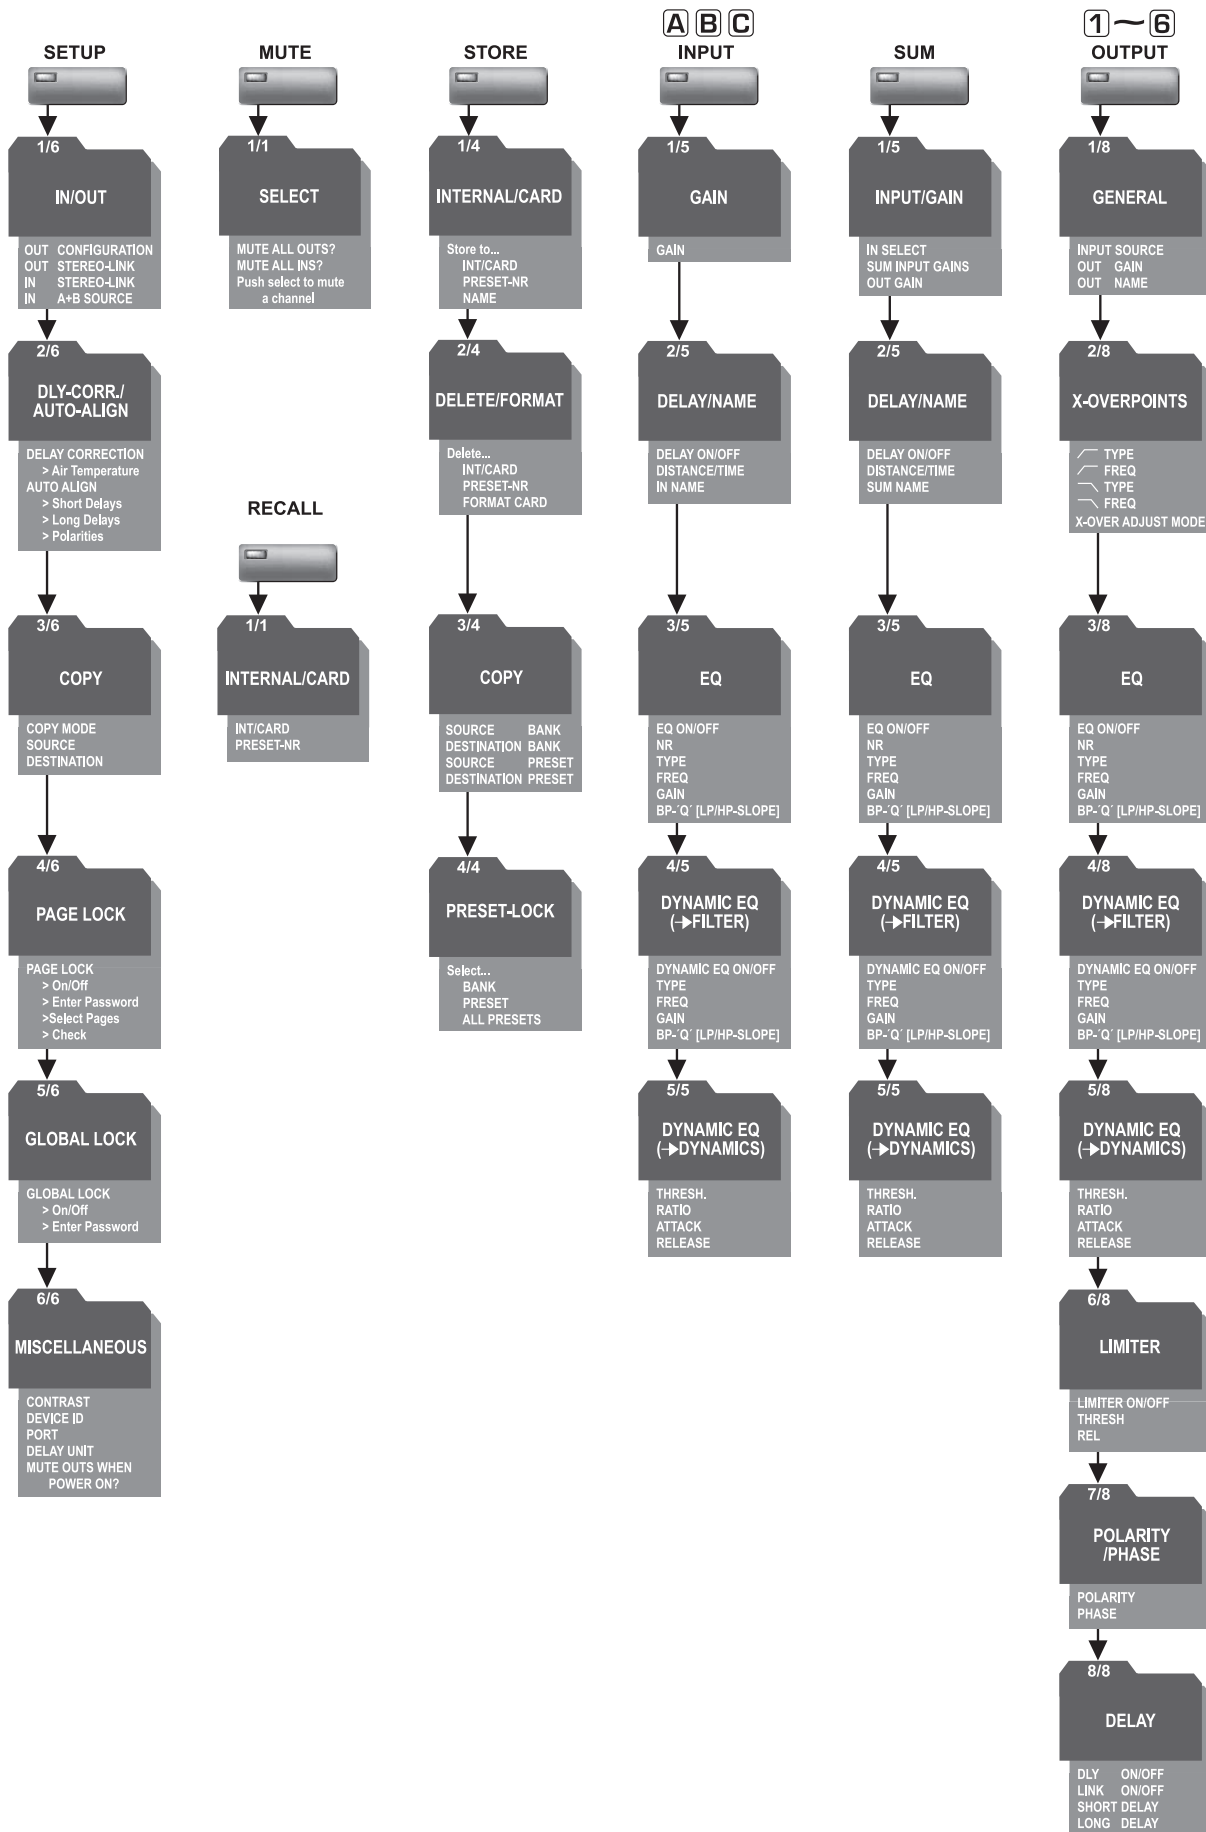 SETUP
1/6
IN/OUT
OUT CONFIGURATION
OUT STEREO-LINK
IN STEREO-LINK
IN A+B SOURCE
2/6
DLY-CORR./
AUTO-ALIGN
DELAY CORRECTION
> Air Temperature
AUTO ALIGN
> Short Delays
> Long Delays
> Polarities
3/6
COPY
COPY MODE
SOURCE
DESTINATION
4/6
PAGE LOCK
PAGE LOCK
> On/Off
> Enter Password
>Select Pages
> Check
5/6
GLOBAL LOCK
GLOBAL LOCK
> On/Off
> Enter Password
6/6
MISCELLANEOUS
CONTRAST
DEVICE ID
PORT
DELAY UNIT
MUTE OUTS WHEN
POWER ON?
MUTE
1/1
SELECT
MUTE ALL OUTS?
MUTE ALL INS?
Push select to mute
a channel
RECALL
1/1
INTERNAL/CARD
INT/CARD
PRESET-NR
STORE
1/4
INTERNAL/CARD
Store to...
INT/CARD
PRESET-NR
NAME
2/4
DELETE/FORMAT
Delete...
INT/CARD
PRESET-NR
FORMAT CARD
3/4
COPY
SOURCE BANK
DESTINATION BANK
SOURCE PRESET
DESTINATION PRESET
4/4
PRESET-LOCK
Select...
BANK
PRESET
ALL PRESETS
A B C
INPUT
1/5
GAIN
GAIN
2/5
DELAY/NAME
DELAY ON/OFF
DISTANCE/TIME
IN NAME
3/5
EQ
EQ ON/OFF
NR
TYPE
FREQ
GAIN
BP-´Q´ [LP/HP-SLOPE]
4/5
DYNAMIC EQ
(→FILTER)
DYNAMIC EQ ON/OFF
TYPE
FREQ
GAIN
BP-´Q´ [LP/HP-SLOPE]
5/5
DYNAMIC EQ
(→DYNAMICS)
THRESH.
RATIO
ATTACK
RELEASE
SUM
1/5
INPUT/GAIN
IN SELECT
SUM INPUT GAINS
OUT GAIN
2/5
DELAY/NAME
DELAY ON/OFF
DISTANCE/TIME
SUM NAME
3/5
EQ
EQ ON/OFF
NR
TYPE
FREQ
GAIN
BP-´Q´ [LP/HP-SLOPE]
4/5
DYNAMIC EQ
(→FILTER)
DYNAMIC EQ ON/OFF
TYPE
FREQ
GAIN
BP-´Q´ [LP/HP-SLOPE]
5/5
DYNAMIC EQ
(→DYNAMICS)
THRESH.
RATIO
ATTACK
RELEASE
1~6
OUTPUT
1/8
GENERAL
INPUT SOURCE
OUT GAIN
OUT NAME
2/8
X-OVERPOINTS
TYPE
FREQ
TYPE
FREQ
X-OVER ADJUST MODE
3/8
EQ
EQ ON/OFF
NR
TYPE
FREQ
GAIN
BP-´Q´ [LP/HP-SLOPE]
4/8
DYNAMIC EQ
(→FILTER)
DYNAMIC EQ ON/OFF
TYPE
FREQ
GAIN
BP-´Q´ [LP/HP-SLOPE]
5/8
DYNAMIC EQ
(→DYNAMICS)
THRESH.
RATIO
ATTACK
RELEASE
6/8
LIMITER
LIMITER ON/OFF
THRESH
REL
7/8
POLARITY
/PHASE
POLARITY
PHASE
8/8
DELAY
DLY ON/OFF
LINK ON/OFF
SHORT DELAY
LONG DELAY